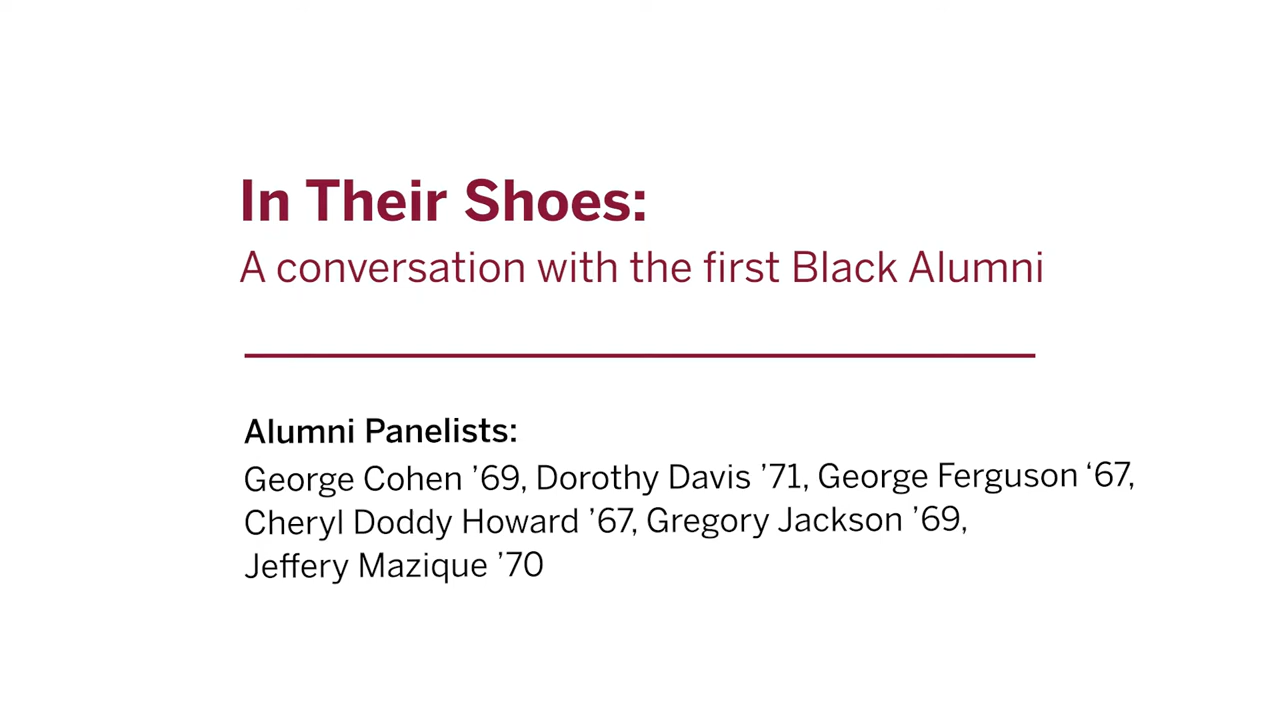 In Their Shoes:
A conversation with the first Black Alumni
Alumni Panelists:
George Cohen ’69, Dorothy Davis ’71, George Ferguson ‘67,
Cheryl Doddy Howard ’67, Gregory Jackson ’69,
Jeffery Mazique ’70